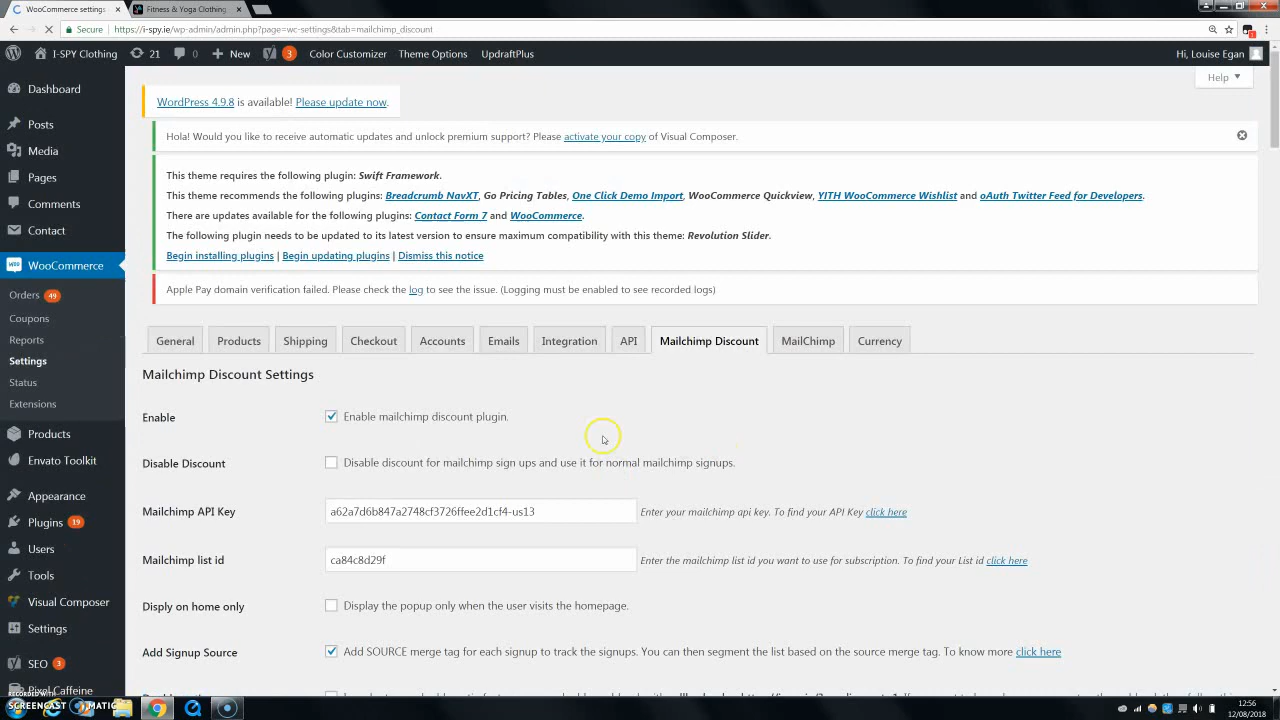 WooCommerce settings
Fitness & Yoga Clothing
Secure https://i-spy.ie/wp-admin/admin.php?page=wc-settings&tab=mailchimp_discount
I-SPY Clothing 21 0 + New 3 Color Customizer Theme Options UpdraftPlus Hi, Louise Egan
Help
WordPress 4.9.8 is available! Please update now.
Hola! Would you like to receive automatic updates and unlock premium support? Please activate your copy of Visual Composer.
This theme requires the following plugin: Swift Framework.
This theme recommends the following plugins: Breadcrumb NavXT, Go Pricing Tables, One Click Demo Import, WooCommerce Quickview, YITH WooCommerce Wishlist and oAuth Twitter Feed for Developers.
There are updates available for the following plugins: Contact Form 7 and WooCommerce.
The following plugin needs to be updated to its latest version to ensure maximum compatibility with this theme: Revolution Slider.
Begin installing plugins | Begin updating plugins | Dismiss this notice
Apple Pay domain verification failed. Please check the log to see the issue. (Logging must be enabled to see recorded logs)
Dashboard
Posts
Media
Pages
Comments
Contact
WooCommerce
Orders 49
Coupons
Reports
Settings
Status
Extensions
Products
Envato Toolkit
Appearance
Plugins 19
Users
Tools
Visual Composer
Settings
SEO 3
Pixel Caffeine
General Products Shipping Checkout Accounts Emails Integration API Mailchimp Discount MailChimp Currency
Mailchimp Discount Settings
Enable Enable mailchimp discount plugin.
Disable Discount Disable discount for mailchimp sign ups and use it for normal mailchimp signups.
Mailchimp API Key a62a7d6b847a2748cf3726ffee2d1cf4-us13 Enter your mailchimp api key. To find your API Key click here
Mailchimp list id ca84c8d29f Enter the mailchimp list id you want to use for subscription. To find your List id click here
Disply on home only Display the popup only when the user visits the homepage.
Add Signup Source Add SOURCE merge tag for each signup to track the signups. You can then segment the list based on the source merge tag. To know more click here
RECORDED WITH
SCREENCAST MATIC
12:56
12/08/2018